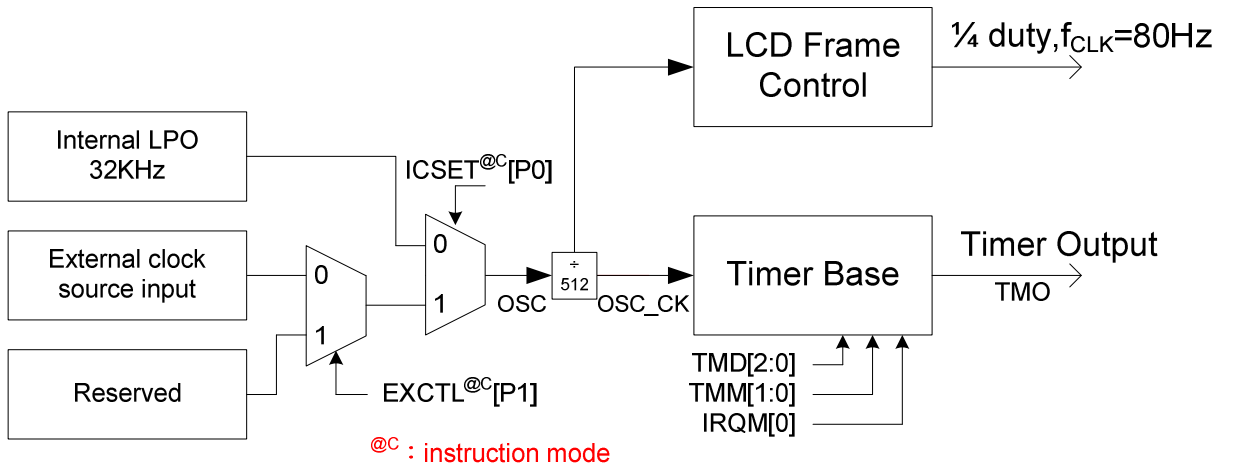 LCD Frame
Control
¼ duty,fCLK=80Hz
Internal LPO
32KHz
ICSET@C[P0]
0
1
External clock
source input
0
1
OSC
÷
512
OSC_CK
Timer Base
Timer Output
TMO
Reserved
EXCTL@C[P1]
TMD[2:0]
TMM[1:0]
IRQM[0]
@C : instruction mode